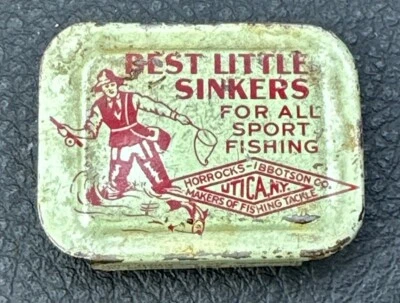 BEST LITTLE
SINKERS
FOR ALL
SPORT
FISHING
HORROCKS-IBBOTSON CO.
UTICA, N.Y.
MAKERS OF FISHING TACKLE